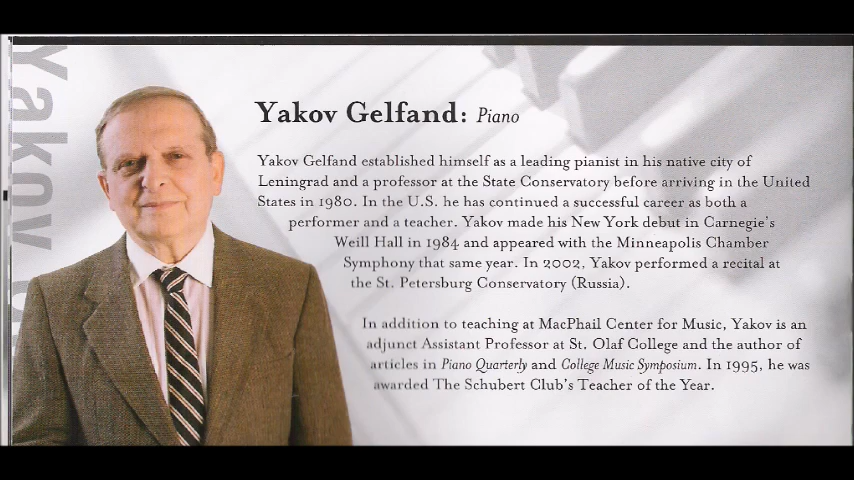 Yakov
Yakov Gelfand: Piano
Yakov Gelfand established himself as a leading pianist in his native city of
Leningrad and a professor at the State Conservatory before arriving in the United
States in 1980. In the U.S. he has continued a successful career as both a
performer and a teacher. Yakov made his New York debut in Carnegie's
Weill Hall in 1984 and appeared with the Minneapolis Chamber
Symphony that same year. In 2002, Yakov performed a recital at
the St. Petersburg Conservatory (Russia).
In addition to teaching at MacPhail Center for Music, Yakov is an
adjunct Assistant Professor at St. Olaf College and the author of
articles in Piano Quarterly and College Music Symposium. In 1995, he was
awarded The Schubert Club's Teacher of the Year.